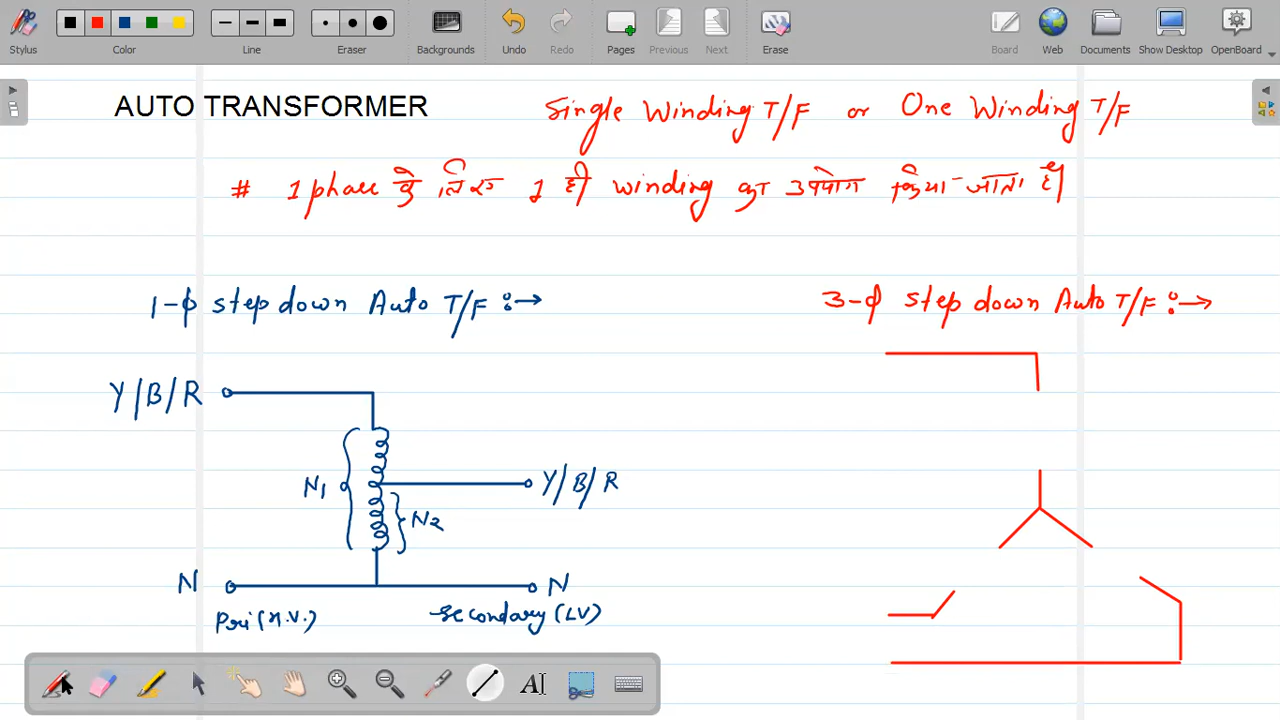 Stylus Color Line Eraser Backgrounds Undo Redo Pages Previous Next Erase Board Web Documents Show Desktop OpenBoard
AUTO TRANSFORMER Single Winding T/F or One Winding T/F
# 1 phase के लिए 1 ही winding का उपयोग किया जाता है
1-ϕ step down Auto T/F :→
3-ϕ step down Auto T/F :→
Y/B/R
N1
Y/B/R
N2
N
N
Pri (H.V.)
Secondary (LV)